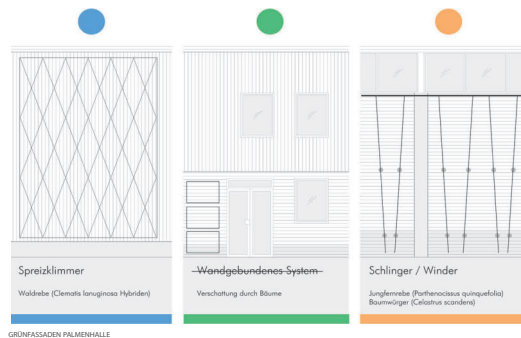 Spreizklimmer
Waldrebe (Clematis lanuginosa Hybriden)
Wandgebundenes System
Verschattung durch Bäume
Schlinger / Winder
Jungfernrebe (Parthenocissus quinquefolia)
Baumwürger (Celastrus scandens)
GRÜNFASSADEN PALMENHALLE